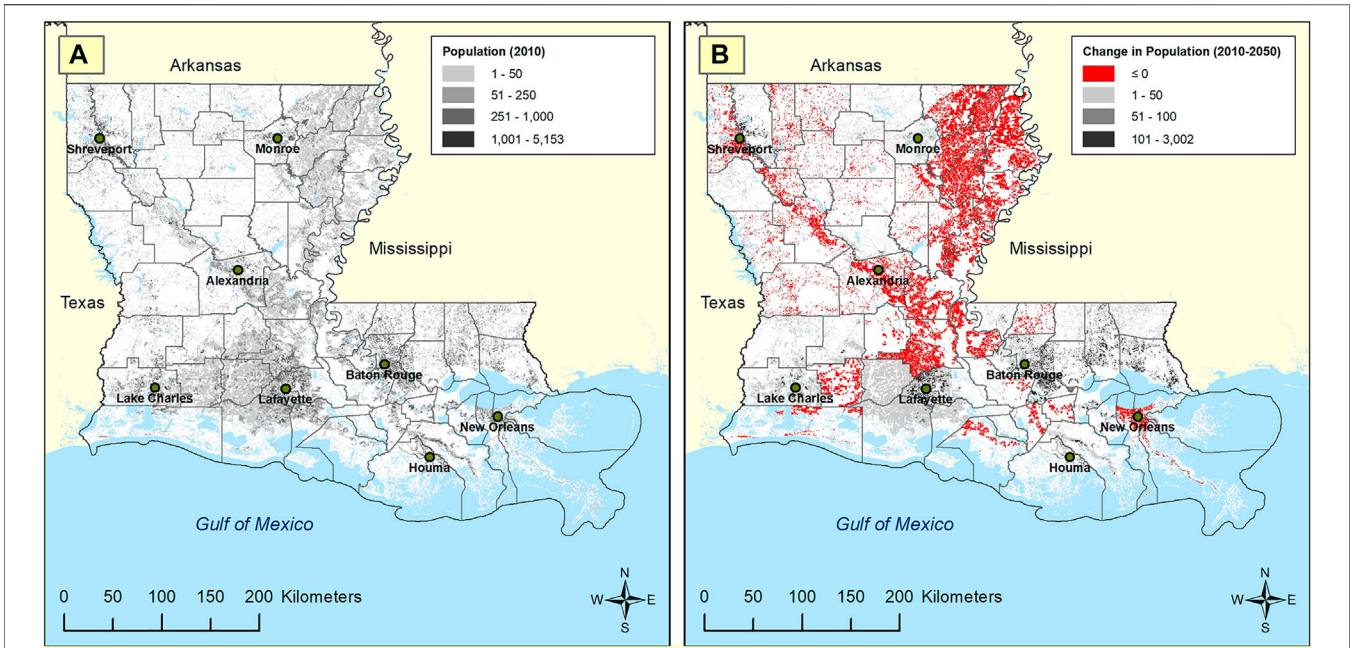 A
Arkansas
Population (2010)
1 - 50
51 - 250
251 - 1,000
1,001 - 5,153
Shreveport
Monroe
Mississippi
Alexandria
Texas
Baton Rouge
Lake Charles
Lafayette
New Orleans
Houma
Gulf of Mexico
0 50 100 150 200 Kilometers
N
W E
S
B
Arkansas
Change in Population (2010-2050)
≤ 0
1 - 50
51 - 100
101 - 3,002
Shreveport
Monroe
Mississippi
Alexandria
Texas
Baton Rouge
Lake Charles
Lafayette
New Orleans
Houma
Gulf of Mexico
0 50 100 150 200 Kilometers
N
W E
S